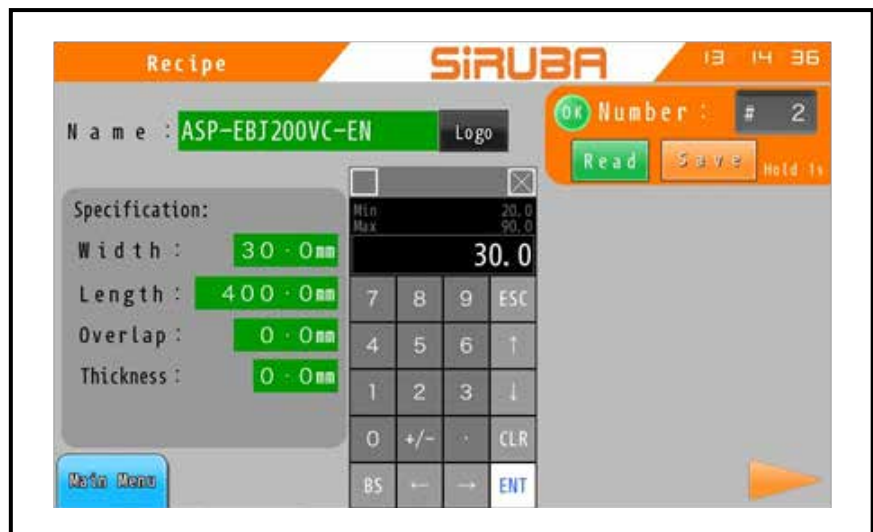 Recipe
SiRUBA
13 14 36
Name : ASP-EBJ200VC-EN
Logo
OK Number : # 2
Read Save Hold 1s
Specification:
Width : 30.0mm
Length : 400.0mm
Overlap : 0.0mm
Thickness : 0.0mm
Min 20.0
Max 90.0
30.0
7 8 9 ESC
4 5 6 ↑
1 2 3 ↓
0 +/- . CLR
BS ← → ENT
Main Menu